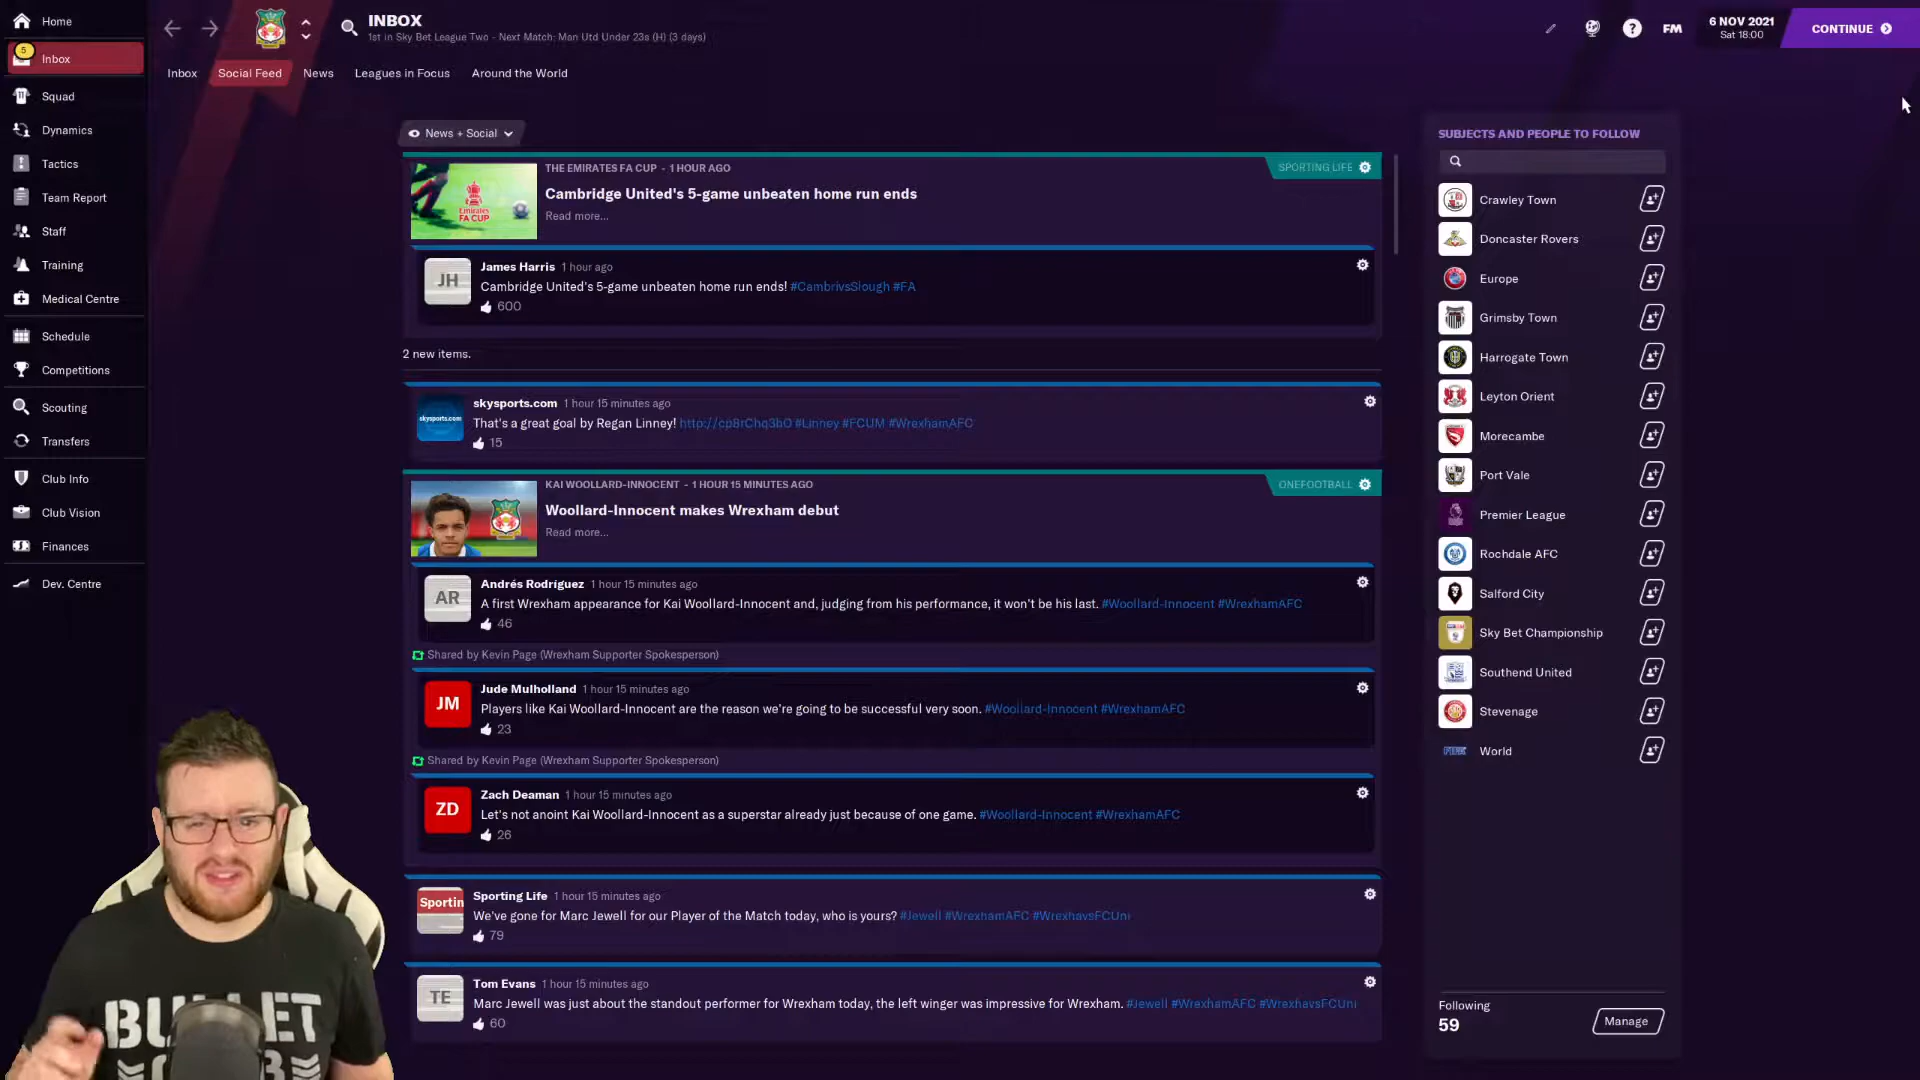 Home
5
Inbox
Squad
Dynamics
Tactics
Team Report
Staff
Training
Medical Centre
Schedule
Competitions
Scouting
Transfers
Club Info
Club Vision
Finances
Dev. Centre
INBOX
1st in Sky Bet League Two - Next Match: Man Utd Under 23s (H) (3 days)
?
FM
6 NOV 2021
Sat 18:00
CONTINUE
Inbox
Social Feed
News
Leagues in Focus
Around the World
News + Social
Emirates
FA CUP
THE EMIRATES FA CUP - 1 HOUR AGO
SPORTING LIFE
Cambridge United's 5-game unbeaten home run ends
Read more...
JH
James Harris 1 hour ago
Cambridge United's 5-game unbeaten home run ends! #CambrivsSlough #FA
600
2 new items.
skysports.com
skysports.com 1 hour 15 minutes ago
That's a great goal by Regan Linney! http://cp8rChq3bO #Linney #FCUM #WrexhamAFC
15
KAI WOOLLARD-INNOCENT - 1 HOUR 15 MINUTES AGO
ONEFOOTBALL
Woollard-Innocent makes Wrexham debut
Read more...
AR
Andrés Rodríguez 1 hour 15 minutes ago
A first Wrexham appearance for Kai Woollard-Innocent and, judging from his performance, it won't be his last. #Woollard-Innocent #WrexhamAFC
46
Shared by Kevin Page (Wrexham Supporter Spokesperson)
JM
Jude Mulholland 1 hour 15 minutes ago
Players like Kai Woollard-Innocent are the reason we're going to be successful very soon. #Woollard-Innocent #WrexhamAFC
23
Shared by Kevin Page (Wrexham Supporter Spokesperson)
ZD
Zach Deaman 1 hour 15 minutes ago
Let's not anoint Kai Woollard-Innocent as a superstar already just because of one game. #Woollard-Innocent #WrexhamAFC
26
Sportin
Sporting Life 1 hour 15 minutes ago
We've gone for Marc Jewell for our Player of the Match today, who is yours? #Jewell #WrexhamAFC #WrexhavsFCUni
79
TE
Tom Evans 1 hour 15 minutes ago
Marc Jewell was just about the standout performer for Wrexham today, the left winger was impressive for Wrexham. #Jewell #WrexhamAFC #WrexhavsFCUni
60
SUBJECTS AND PEOPLE TO FOLLOW
Crawley Town
Doncaster Rovers
Europe
Grimsby Town
Harrogate Town
Leyton Orient
Morecambe
Port Vale
Premier League
Rochdale AFC
Salford City
Sky Bet Championship
Southend United
Stevenage
FIFA
World
Following
59
Manage
BULLET